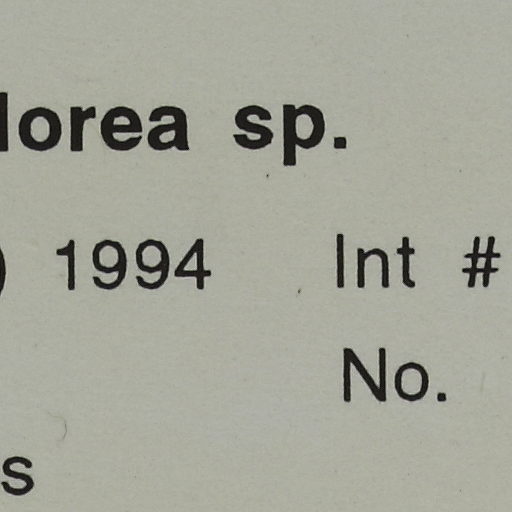 lorea sp.
) 1994 Int #
No.
s